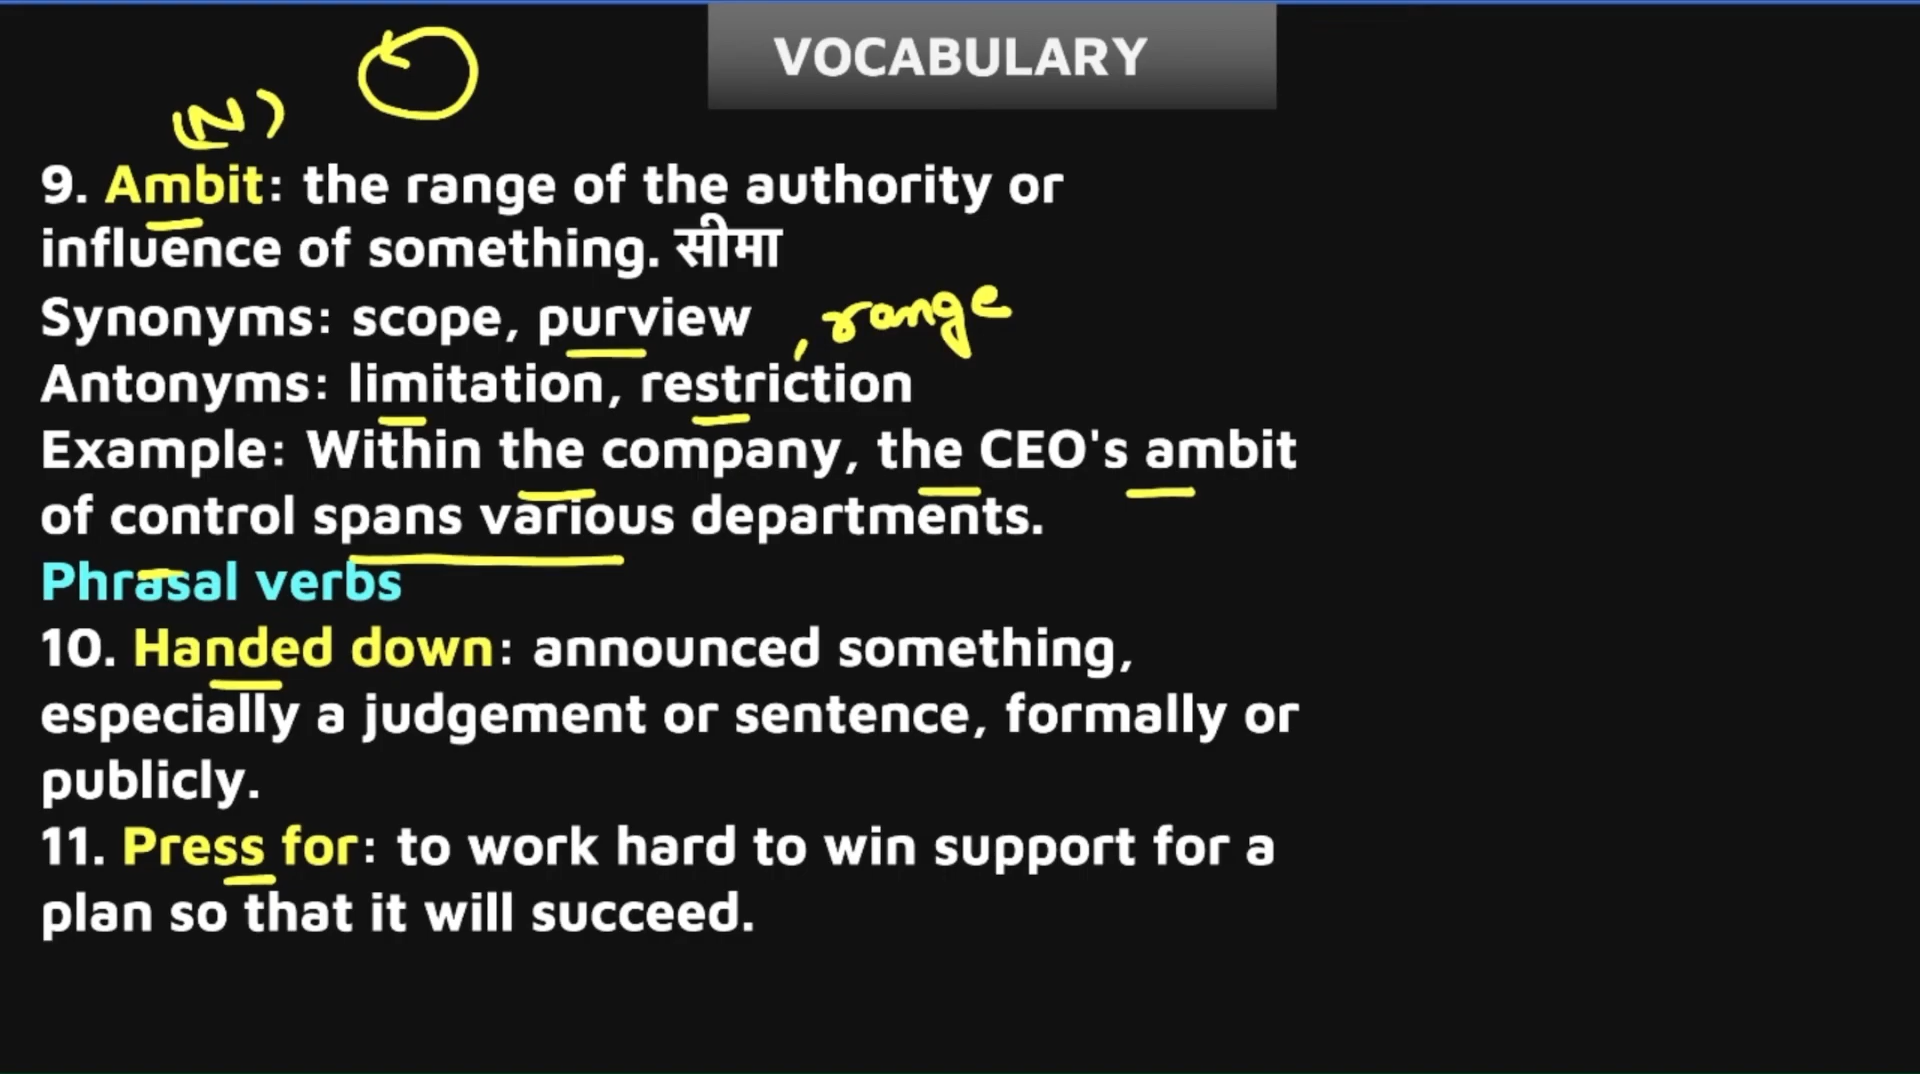 VOCABULARY
(N)
9. Ambit: the range of the authority or
influence of something. सीमा
Synonyms: scope, purview , range
Antonyms: limitation, restriction
Example: Within the company, the CEO's ambit
of control spans various departments.
Phrasal verbs
10. Handed down: announced something,
especially a judgement or sentence, formally or
publicly.
11. Press for: to work hard to win support for a
plan so that it will succeed.